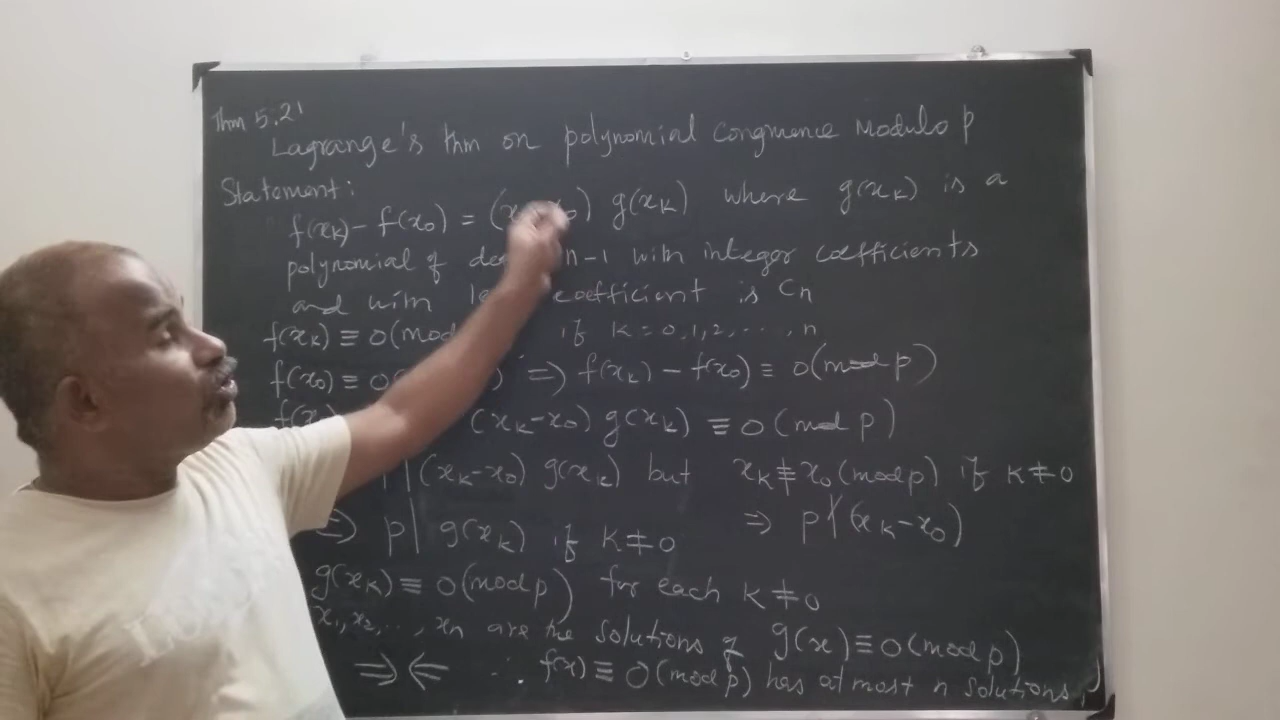 Thm 5.21
Lagrange's thm on polynomial congruence Modulo p
Statement:
f(xₖ) - f(x₀) = (x x₀) g(xₖ) where g(xₖ) is a
polynomial of n-1 with integer coefficients
and with coefficient is Cn
f(xₖ) ≡ 0(mod if K = 0,1,2, ..., n
f(x₀) ≡ 0 ⇒ f(xₖ) - f(x₀) ≡ 0(mod p)
(xₖ-x₀) g(xₖ) ≡ 0 (mod p)
(xₖ-x₀) g(xₖ) but xₖ ≢ x₀ (mod p) if K ≠ 0
⇒ p| g(xₖ) if K ≠ 0 ⇒ p ∤ (xₖ-x₀)
g(xₖ) ≡ 0(mod p) for each K ≠ 0
x₁, x₂, .., xn are the solutions of g(x) ≡ 0(mod p)
⇒⇐ ∴ f(x) ≡ 0(mod p) has atmost n solutions